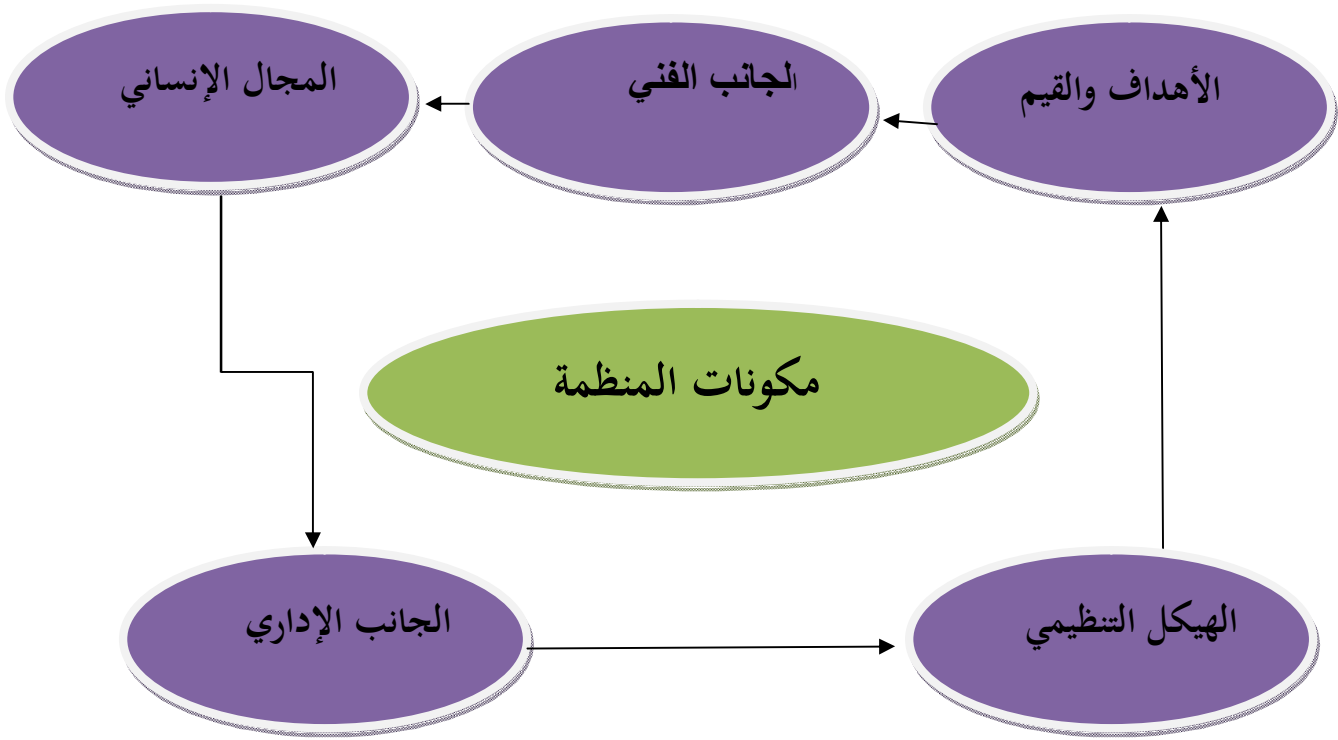 الأهداف والقيم
الجانب الفني
المجال الإنساني
مكونات المنظمة
الهيكل التنظيمي
الجانب الإداري